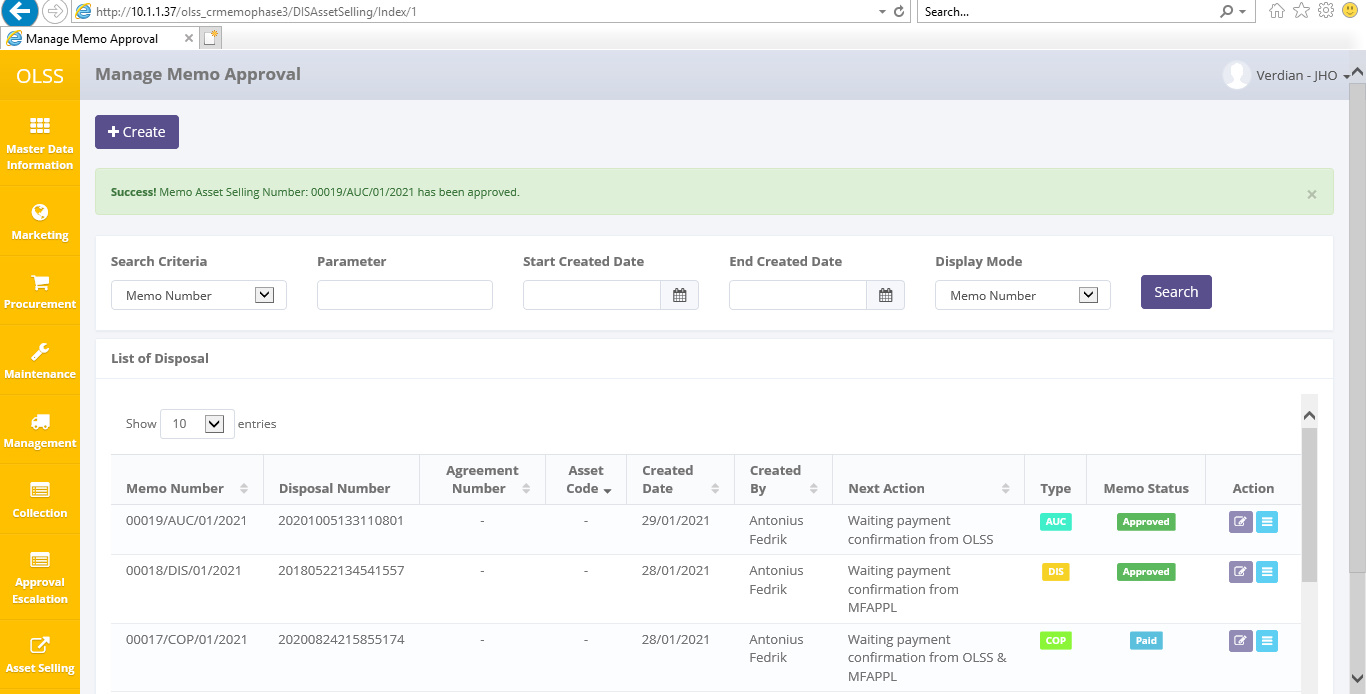 http://10.1.1.37/olss_crmemophase3/DISAssetSelling/Index/1
Search...
Manage Memo Approval
OLSS
Manage Memo Approval
Verdian - JHO
Create
Master Data
Information
Success! Memo Asset Selling Number: 00019/AUC/01/2021 has been approved.
×
Marketing
Search Criteria Parameter Start Created Date End Created Date Display Mode
Memo Number Memo Number Search
Procurement
List of Disposal
Maintenance
Show 10 entries
Management
Memo Number Disposal Number Agreement Number Asset Code Created Date Created By Next Action Type Memo Status Action
Collection
00019/AUC/01/2021 20201005133110801 - - 29/01/2021 Antonius Fedrik Waiting payment confirmation from OLSS AUC Approved
00018/DIS/01/2021 20180522134541557 - - 28/01/2021 Antonius Fedrik Waiting payment confirmation from MFAPPL DIS Approved
Approval
Escalation
00017/COP/01/2021 20200824215855174 - - 28/01/2021 Antonius Fedrik Waiting payment confirmation from OLSS & MFAPPL COP Paid
Asset Selling